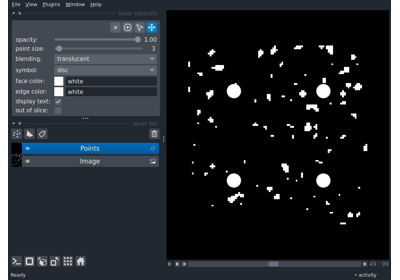 File View Plugins Window Help
layer controls
opacity: 1.00
point size: 3
blending: translucent
symbol: disc
face color: white
edge color: white
display text:
out of slice:
layer list
Points
Image
49 99
Ready activity